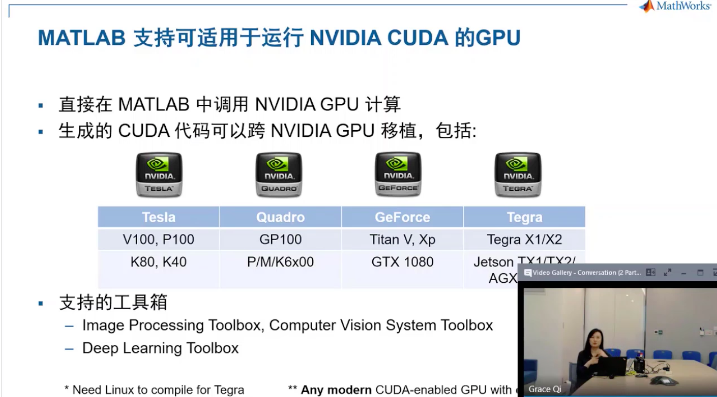 MathWorks
MATLAB 支持可适用于运行 NVIDIA CUDA 的GPU
▪ 直接在 MATLAB 中调用 NVIDIA GPU 计算
▪ 生成的 CUDA 代码可以跨 NVIDIA GPU 移植，包括:
NVIDIA. NVIDIA. NVIDIA. NVIDIA.
TESLA QUADRO GEFORCE TEGRA
Tesla Quadro GeForce Tegra
V100, P100 GP100 Titan V, Xp Tegra X1/X2
K80, K40 P/M/K6x00 GTX 1080 Jetson TX1/TX2/
AGX
Video Gallery - Conversation (2 Part...
▪ 支持的工具箱
– Image Processing Toolbox, Computer Vision System Toolbox
– Deep Learning Toolbox
* Need Linux to compile for Tegra ** Any modern CUDA-enabled GPU with
Grace Qi